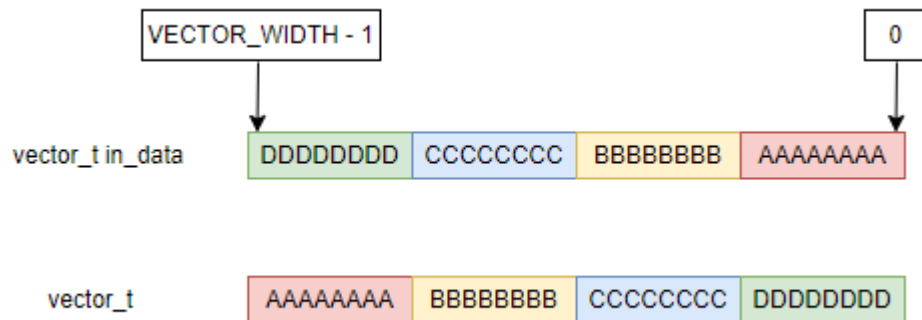 VECTOR_WIDTH - 1 0
vector_t in_data DDDDDDDD CCCCCCCC BBBBBBBB AAAAAAAA
vector_t AAAAAAAA BBBBBBBB CCCCCCCC DDDDDDDD